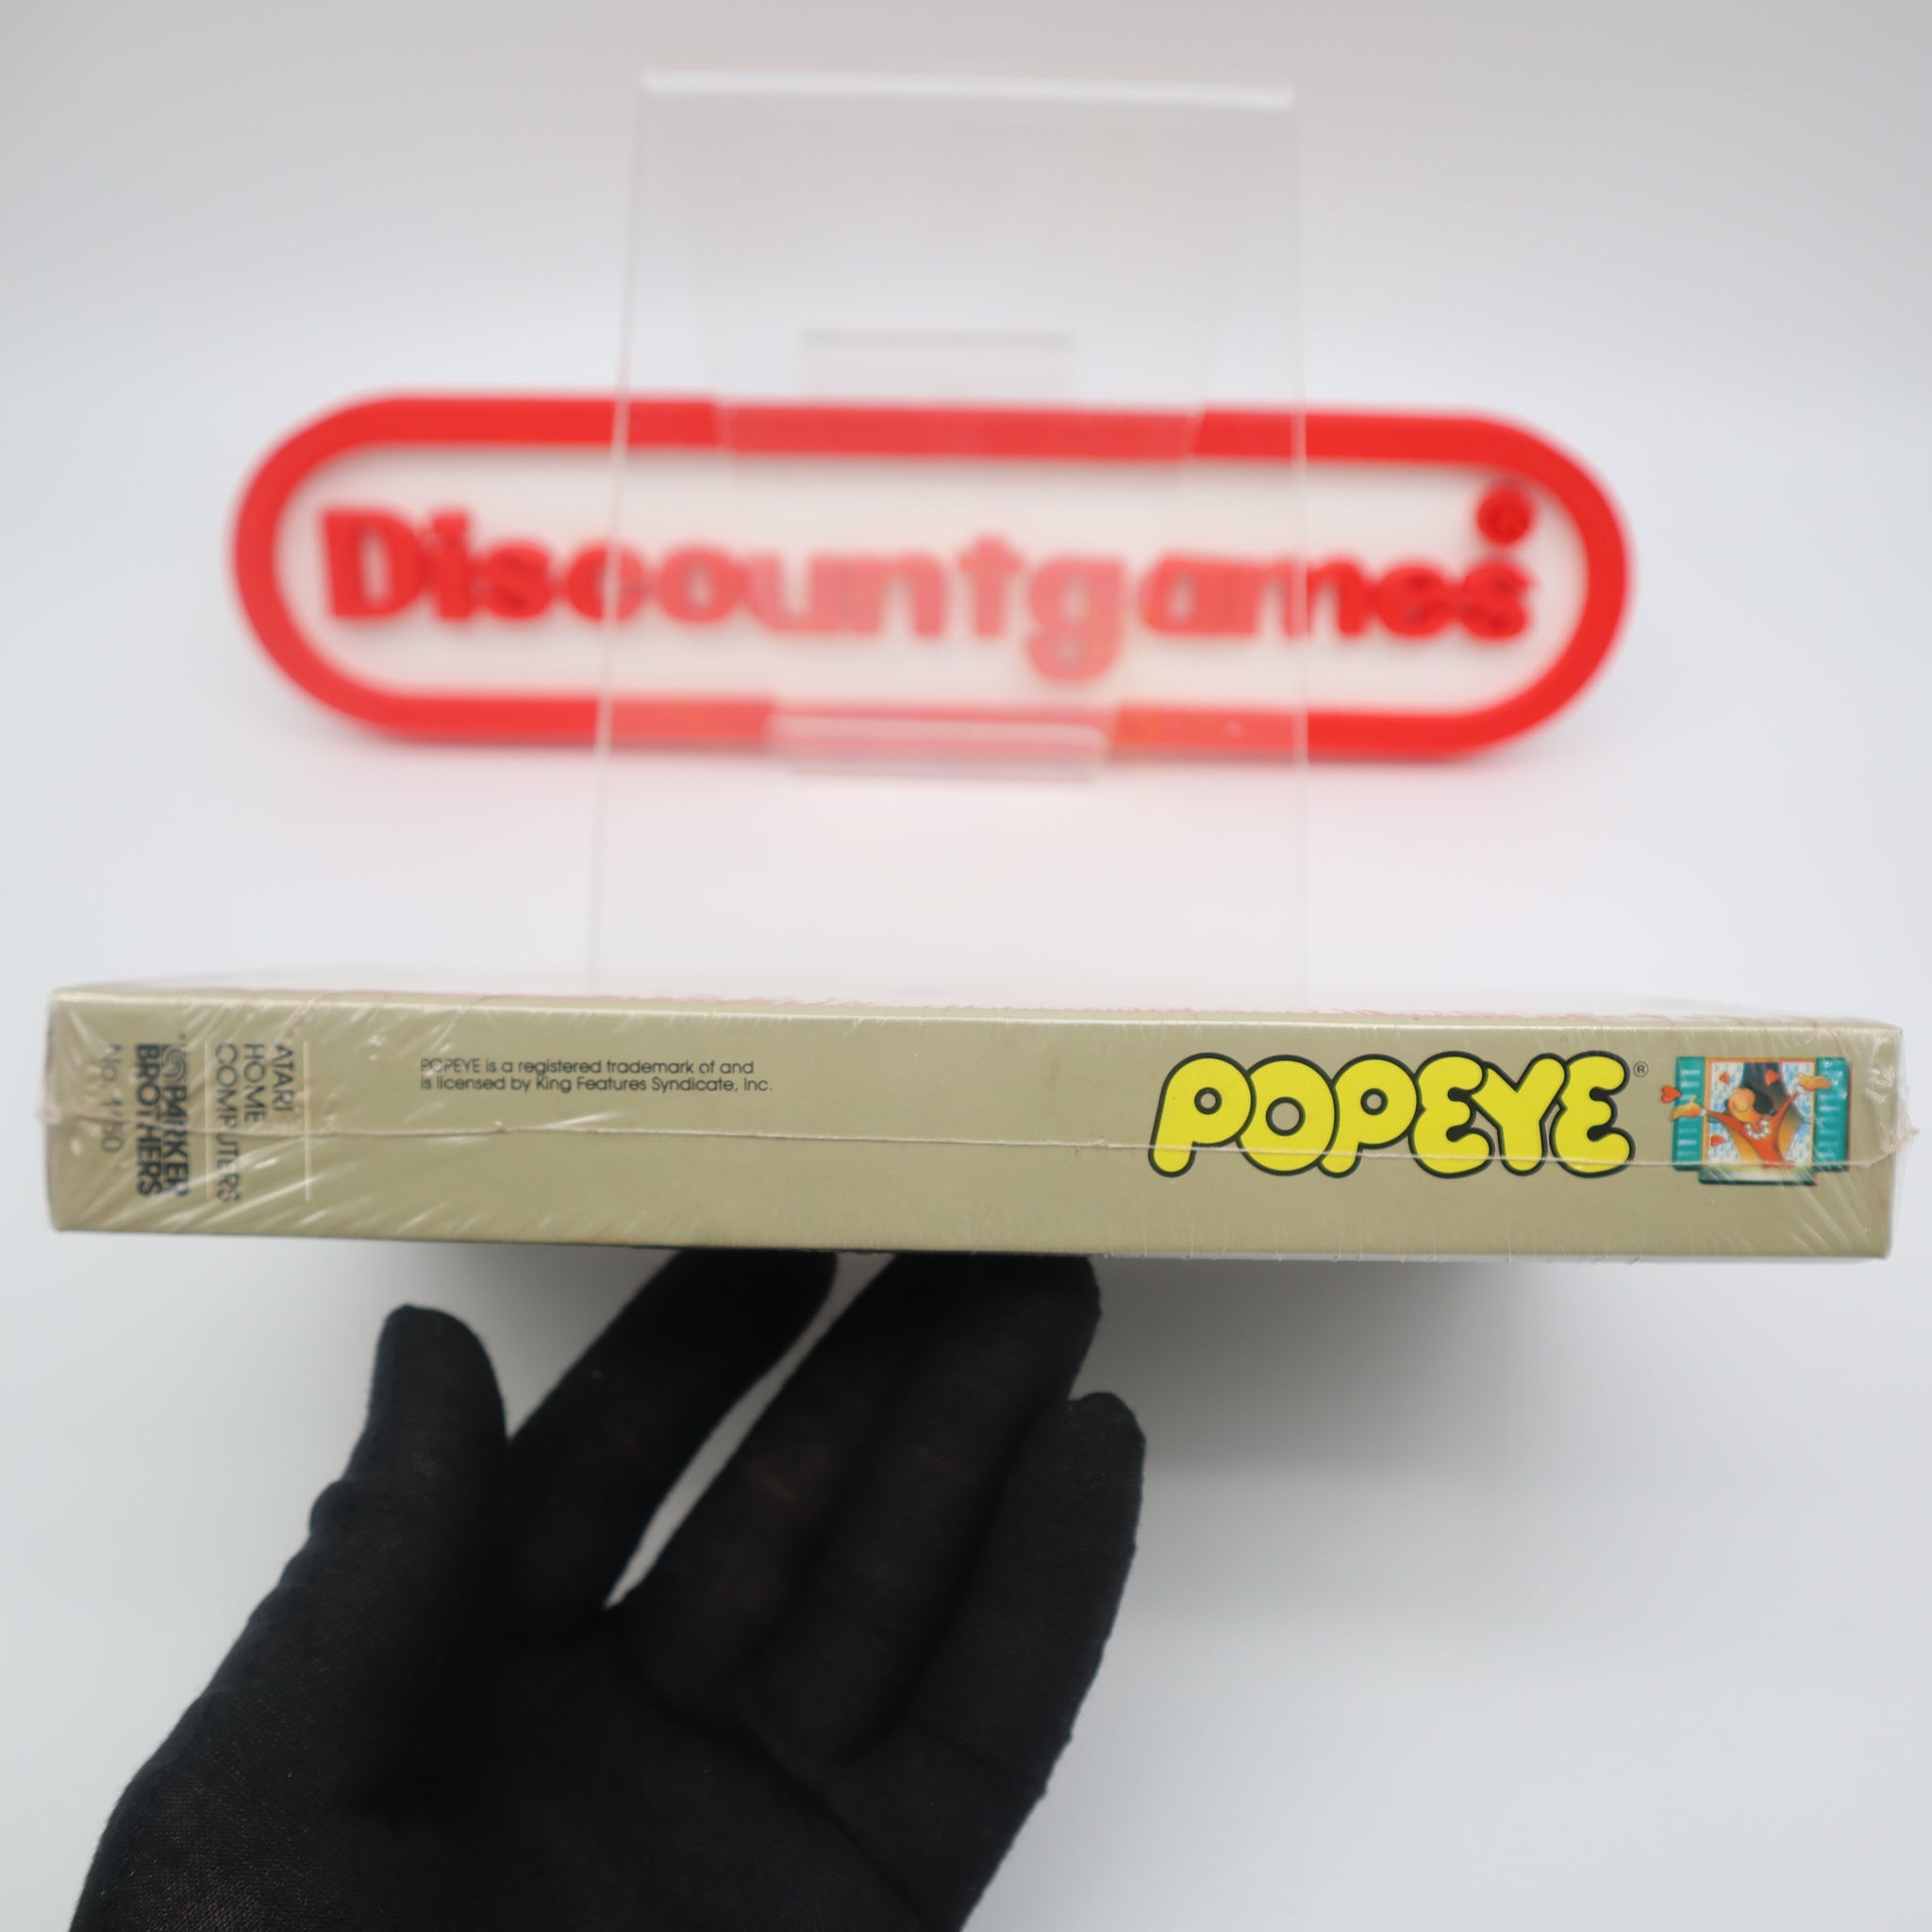 Discountgames
ATARI
HOME
COMPUTERS
PARKER
BROTHERS
No.
POPEYE is a registered trademark of and
is licensed by King Features Syndicate, Inc.
POPEYE®